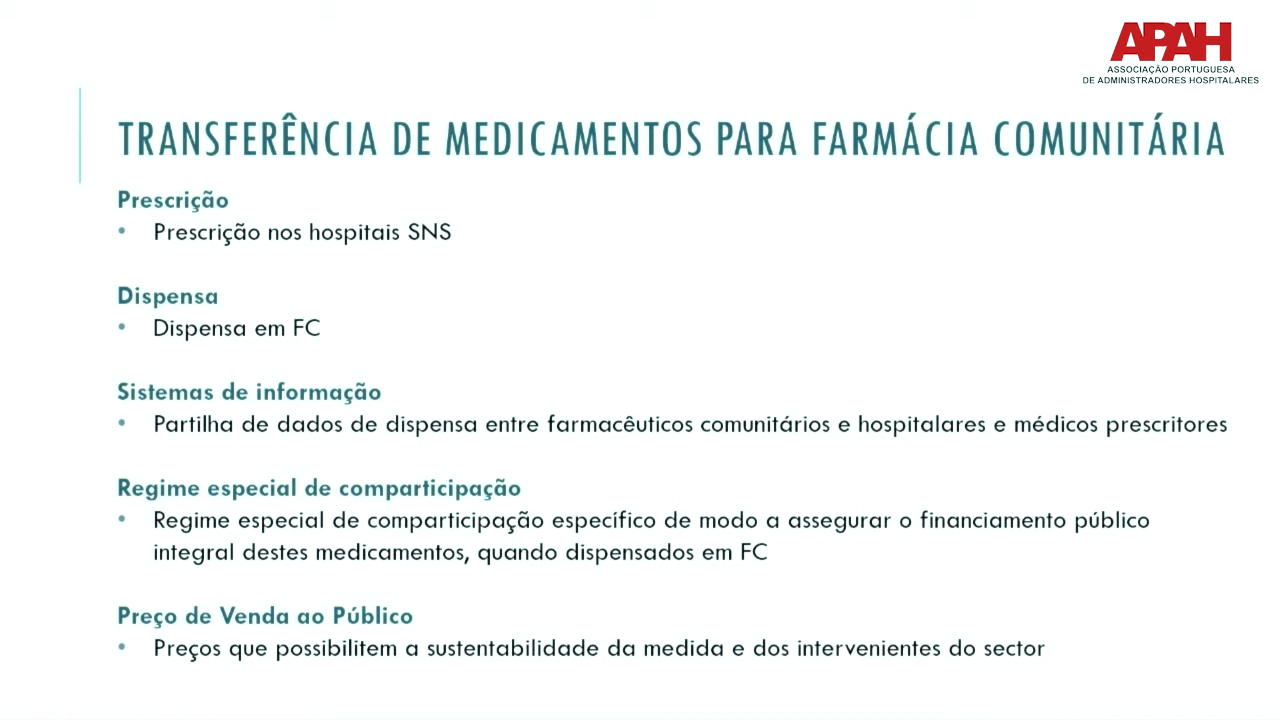 APAH
ASSOCIAÇÃO PORTUGUESA
DE ADMINISTRADORES HOSPITALARES
TRANSFERÊNCIA DE MEDICAMENTOS PARA FARMÁCIA COMUNITÁRIA
Prescrição
• Prescrição nos hospitais SNS
Dispensa
• Dispensa em FC
Sistemas de informação
• Partilha de dados de dispensa entre farmacêuticos comunitários e hospitalares e médicos prescritores
Regime especial de comparticipação
• Regime especial de comparticipação específico de modo a assegurar o financiamento público
integral destes medicamentos, quando dispensados em FC
Preço de Venda ao Público
• Preços que possibilitem a sustentabilidade da medida e dos intervenientes do sector